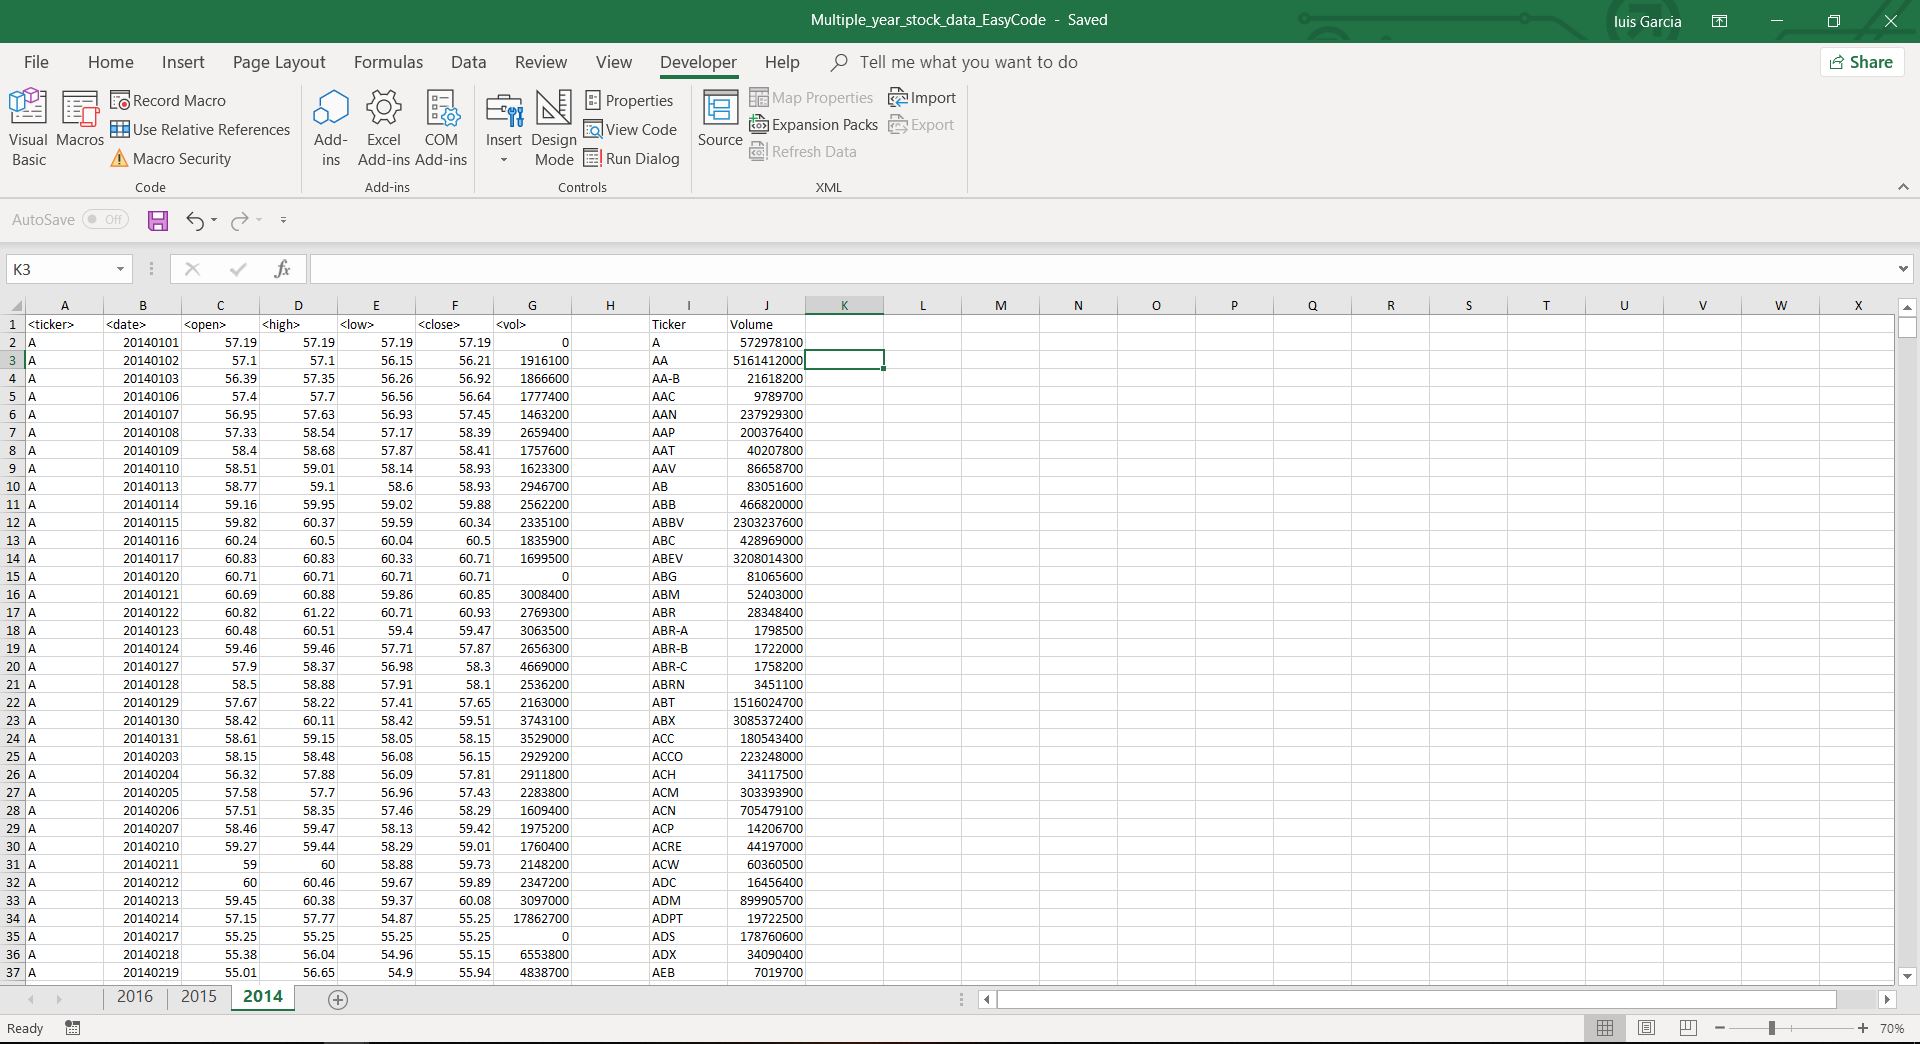 Multiple_year_stock_data_EasyCode - Saved
luis Garcia
File Home Insert Page Layout Formulas Data Review View Developer Help Tell me what you want to do Share
Visual Basic
Macros
Record Macro
Use Relative References
Macro Security
Code
Add-ins
Excel Add-ins
COM Add-ins
Add-ins
Insert
Design Mode
Properties
View Code
Run Dialog
Controls
Source
Map Properties
Expansion Packs
Refresh Data
Import
Export
XML
AutoSave Off
K3
fx
A B C D E F G H I J K L M N O P Q R S T U V W X
1 <ticker> <date> <open> <high> <low> <close> <vol> Ticker Volume
2 A 20140101 57.19 57.19 57.19 57.19 0 A 572978100
3 A 20140102 57.1 57.1 56.15 56.21 1916100 AA 5161412000
4 A 20140103 56.39 57.35 56.26 56.92 1866600 AA-B 21618200
5 A 20140106 57.4 57.7 56.56 56.64 1777400 AAC 9789700
6 A 20140107 56.95 57.63 56.93 57.45 1463200 AAN 237929300
7 A 20140108 57.33 58.54 57.17 58.39 2659400 AAP 200376400
8 A 20140109 58.4 58.68 57.87 58.41 1757600 AAT 40207800
9 A 20140110 58.51 59.01 58.14 58.93 1623300 AAV 86658700
10 A 20140113 58.77 59.1 58.6 58.93 2946700 AB 83051600
11 A 20140114 59.16 59.95 59.02 59.88 2562200 ABB 466820000
12 A 20140115 59.82 60.37 59.59 60.34 2335100 ABBV 2303237600
13 A 20140116 60.24 60.5 60.04 60.5 1835900 ABC 428969000
14 A 20140117 60.83 60.83 60.33 60.71 1699500 ABEV 3208014300
15 A 20140120 60.71 60.71 60.71 60.71 0 ABG 81065600
16 A 20140121 60.69 60.88 59.86 60.85 3008400 ABM 52403000
17 A 20140122 60.82 61.22 60.71 60.93 2769300 ABR 28348400
18 A 20140123 60.48 60.51 59.4 59.47 3063500 ABR-A 1798500
19 A 20140124 59.46 59.46 57.71 57.87 2656300 ABR-B 1722000
20 A 20140127 57.9 58.37 56.98 58.3 4669000 ABR-C 1758200
21 A 20140128 58.5 58.88 57.91 58.1 2536200 ABRN 3451100
22 A 20140129 57.67 58.22 57.41 57.65 2163000 ABT 1516024700
23 A 20140130 58.42 60.11 58.42 59.51 3743100 ABX 3085372400
24 A 20140131 58.61 59.15 58.05 58.15 3529000 ACC 180543400
25 A 20140203 58.15 58.48 56.08 56.15 2929200 ACCO 223248000
26 A 20140204 56.32 57.88 56.09 57.81 2911800 ACH 34117500
27 A 20140205 57.58 57.7 56.96 57.43 2283800 ACM 303393900
28 A 20140206 57.51 58.35 57.46 58.29 1609400 ACN 705479100
29 A 20140207 58.46 59.47 58.13 59.42 1975200 ACP 14206700
30 A 20140210 59.27 59.44 58.29 59.01 1760400 ACRE 44197000
31 A 20140211 59 60 58.88 59.73 2148200 ACW 60360500
32 A 20140212 60 60.46 59.67 59.89 2347200 ADC 16456400
33 A 20140213 59.45 60.38 59.37 60.08 3097000 ADM 899905700
34 A 20140214 57.15 57.77 54.87 55.25 17862700 ADPT 19722500
35 A 20140217 55.25 55.25 55.25 55.25 0 ADS 178760600
36 A 20140218 55.38 56.04 54.96 55.15 6553800 ADX 34090400
37 A 20140219 55.01 56.65 54.9 55.94 4838700 AEB 7019700
2016 2015 2014
Ready
70%